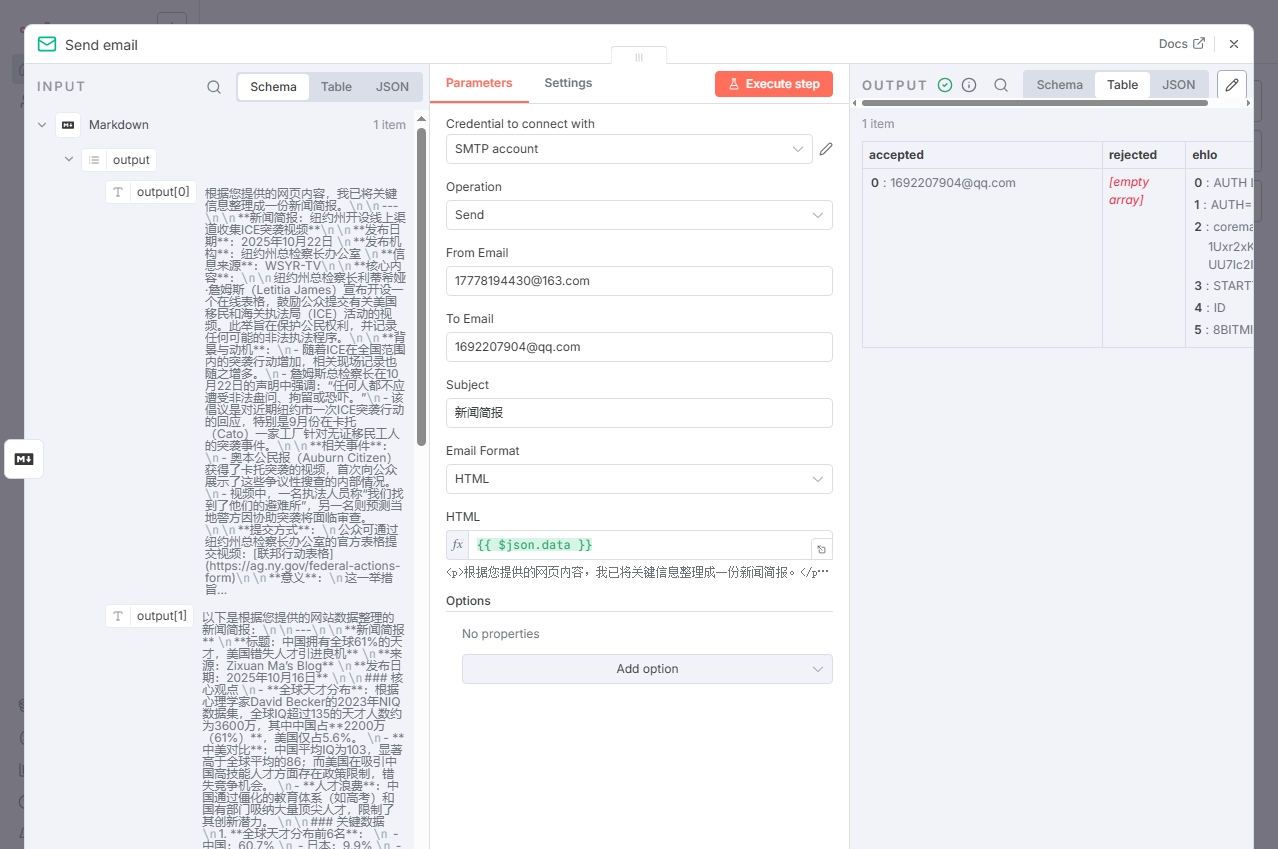 Send email
Docs
INPUT
Schema
Table
JSON
Parameters
Settings
Execute step
OUTPUT
Schema
Table
JSON
Markdown
1 item
output
output[0]
根据您提供的网页内容，我已将关键
信息整理成一份新闻简报。\n\n---
\n\n**新闻简报：纽约州开设线上渠
道收集ICE突袭视频**\n\n**发布日
期**：2025年10月22日 \n**发布机
构**：纽约州总检察长办公室 \n**信
息来源**：WSYR-TV\n\n**核心内
容**：\n\n纽约州总检察长利蒂希娅
·詹姆斯（Letitia James）宣布开设一
个在线表格，鼓励公众提交有关美国
移民和海关执法局（ICE）活动的视
频。此举旨在保护公民权利，并记录
任何可能的非法执法程序。\n\n**背
景与动机**：\n- 随着ICE在全国范围
内的突袭行动增加，相关现场记录也
随之增多。\n- 詹姆斯总检察长在10
月22日的声明中强调：“任何人都不应
遭受非法盘问、拘留或恐吓。”\n- 该
倡议是对近期纽约市一次ICE突袭行动
的回应，特别是9月份在卡托
（Cato）一家工厂针对无证移民工人
的突袭事件。\n\n**相关事件**：
\n- 奥本公民报（Auburn Citizen）
获得了卡托突袭的视频，首次向公众
展示了这些争议性搜查的内部情况。
\n- 视频中，一名执法人员称“我们找
到了他们的避难所”，另一名则预测当
地警方因协助突袭将面临审查。
\n\n**提交方式**：\n公众可通过
纽约州总检察长办公室的官方表格提
交视频：[联邦行动表格]
(https://ag.ny.gov/federal-actions-
form)\n\n**意义**：\n这一举措
旨...
output[1]
以下是根据您提供的网站数据整理的
新闻简报：\n\n---\n\n**新闻简报
** \n**标题：中国拥有全球61%的天
才，美国错失人才引进良机** \n**来
源：Zixuan Ma’s Blog** \n**发布日
期：2025年10月16日** \n\n### 核
心观点 \n- **全球天才分布**：根据
心理学家David Becker的2023年NIQ
数据集，全球IQ超过135的天才人数约
为3600万，其中中国占**2200万
（61%）**，美国仅占5.6%。 \n- **
中美对比**：中国平均IQ为103，显著
高于全球平均的86；而美国在吸引中
国高技能人才方面存在政策限制，错
失竞争机会。 \n- **人才浪费**：中
国通过僵化的教育体系（如高考）和
国有部门吸纳大量顶尖人才，限制了
其创新潜力。 \n\n### 关键数据
\n1. **全球天才分布前6名**： \n -
中国：60.7% \n - 日本：9.9% \n -
Credential to connect with
SMTP account
Operation
Send
From Email
17778194430@163.com
To Email
1692207904@qq.com
Subject
新闻简报
Email Format
HTML
HTML
fx
{{ $json.data }}
<p>根据您提供的网页内容，我已将关键信息整理成一份新闻简报。</p…
Options
No properties
Add option
1 item
accepted
rejected
ehlo
0 : 1692207904@qq.com
[empty
array]
0 : AUTH
1 : AUTH=
2 : corema
1Uxr2xK
UU7Ic2I
3 : START
4 : ID
5 : 8BITMI